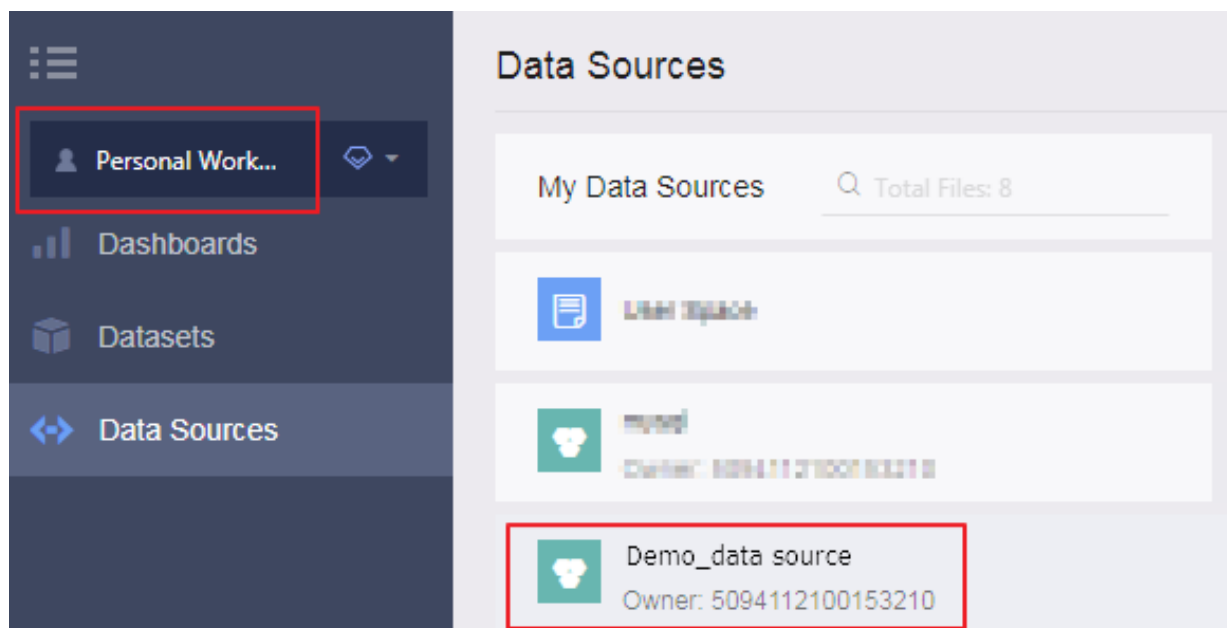 Personal Work...
Dashboards
Datasets
Data Sources
Data Sources
My Data Sources
Total Files: 8
Demo_data source
Owner: 5094112100153210